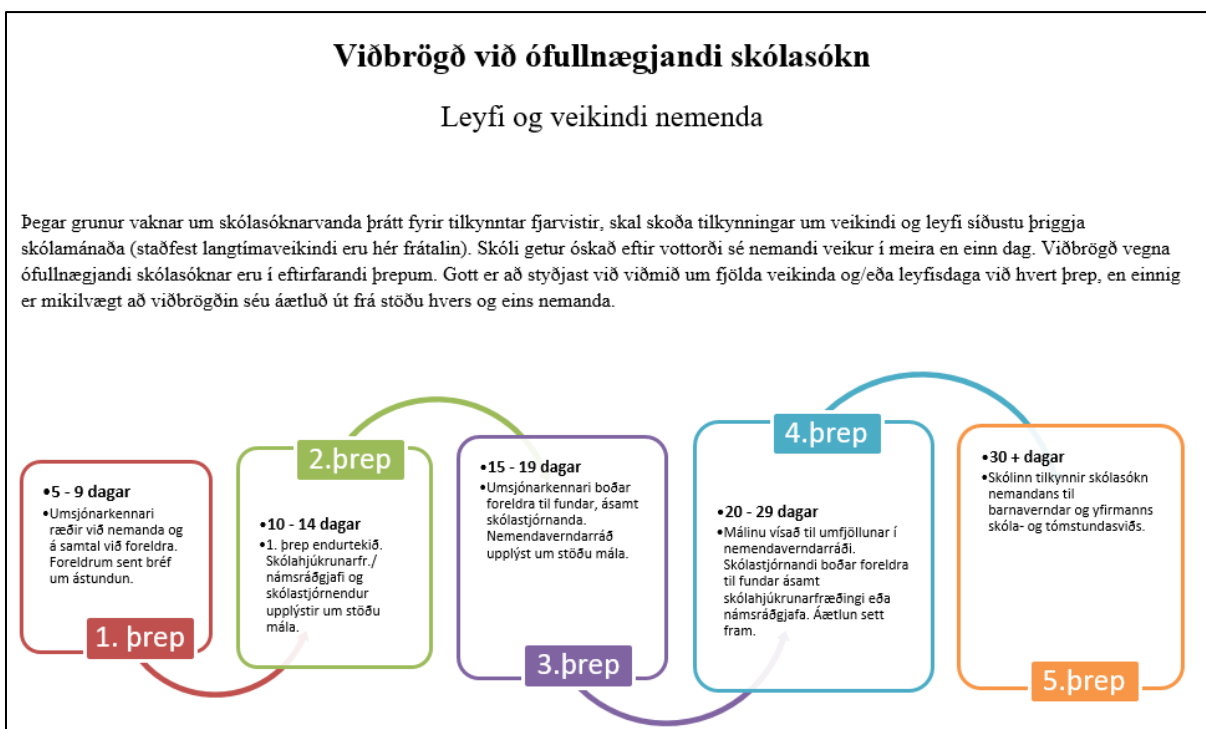 Viðbrögð við ófullnægjandi skólasókn
Leyfi og veikindi nemenda
Þegar grunur vaknar um skólasóknarvanda þrátt fyrir tilkynntar fjarvistir, skal skoða tilkynningar um veikindi og leyfi síðustu þriggja
skólamánaða (staðfest langtímaveikindi eru hér frátalin). Skóli getur óskað eftir vottorði sé nemandi veikur í meira en einn dag. Viðbrögð vegna
ófullnægjandi skólasóknar eru í eftirfarandi þrepum. Gott er að styðjast við viðmið um fjölda veikinda og/eða leyfisdaga við hvert þrep, en einnig
er mikilvægt að viðbrögðin séu áætluð út frá stöðu hvers og eins nemanda.
•5 - 9 dagar
•Umsjónarkennari
ræðir við nemanda og
á samtal við foreldra.
Foreldrum sent bréf
um ástundun.
1. þrep
2.þrep
•10 - 14 dagar
•1. þrep endurtekið.
Skólahjúkrunarfr./
námsráðgjafi og
skólastjórnendur
upplýstir um stöðu
mála.
•15 - 19 dagar
•Umsjónarkennari boðar
foreldra til fundar, ásamt
skólastjórnanda.
Nemendaverndarráð
upplýst um stöðu mála.
3.þrep
4.þrep
•20 - 29 dagar
•Málinu vísað til umfjöllunar í
nemendaverndarráði.
Skólastjórnandi boðar foreldra
til fundar ásamt
skólahjúkrunarfræðingi eða
námsráðgjafa. Áætlun sett
fram.
•30 + dagar
•Skólinn tilkynnir skólasókn
nemandans til
barnaverndar og yfirmanns
skóla- og tómstundasviðs.
5.þrep